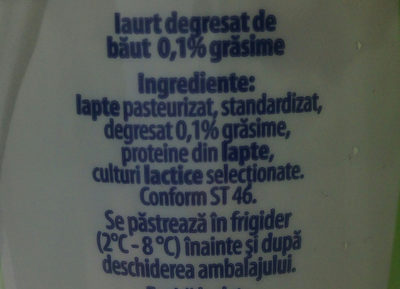 Iaurt degresat de
băut 0,1% grăsime
Ingrediente:
lapte pasteurizat, standardizat,
degresat 0,1% grăsime,
proteine din lapte,
culturi lactice selecționate.
Conform ST 46.
Se păstrează în frigider
(2°C - 8 °C) înainte și după
deschiderea ambalajului.